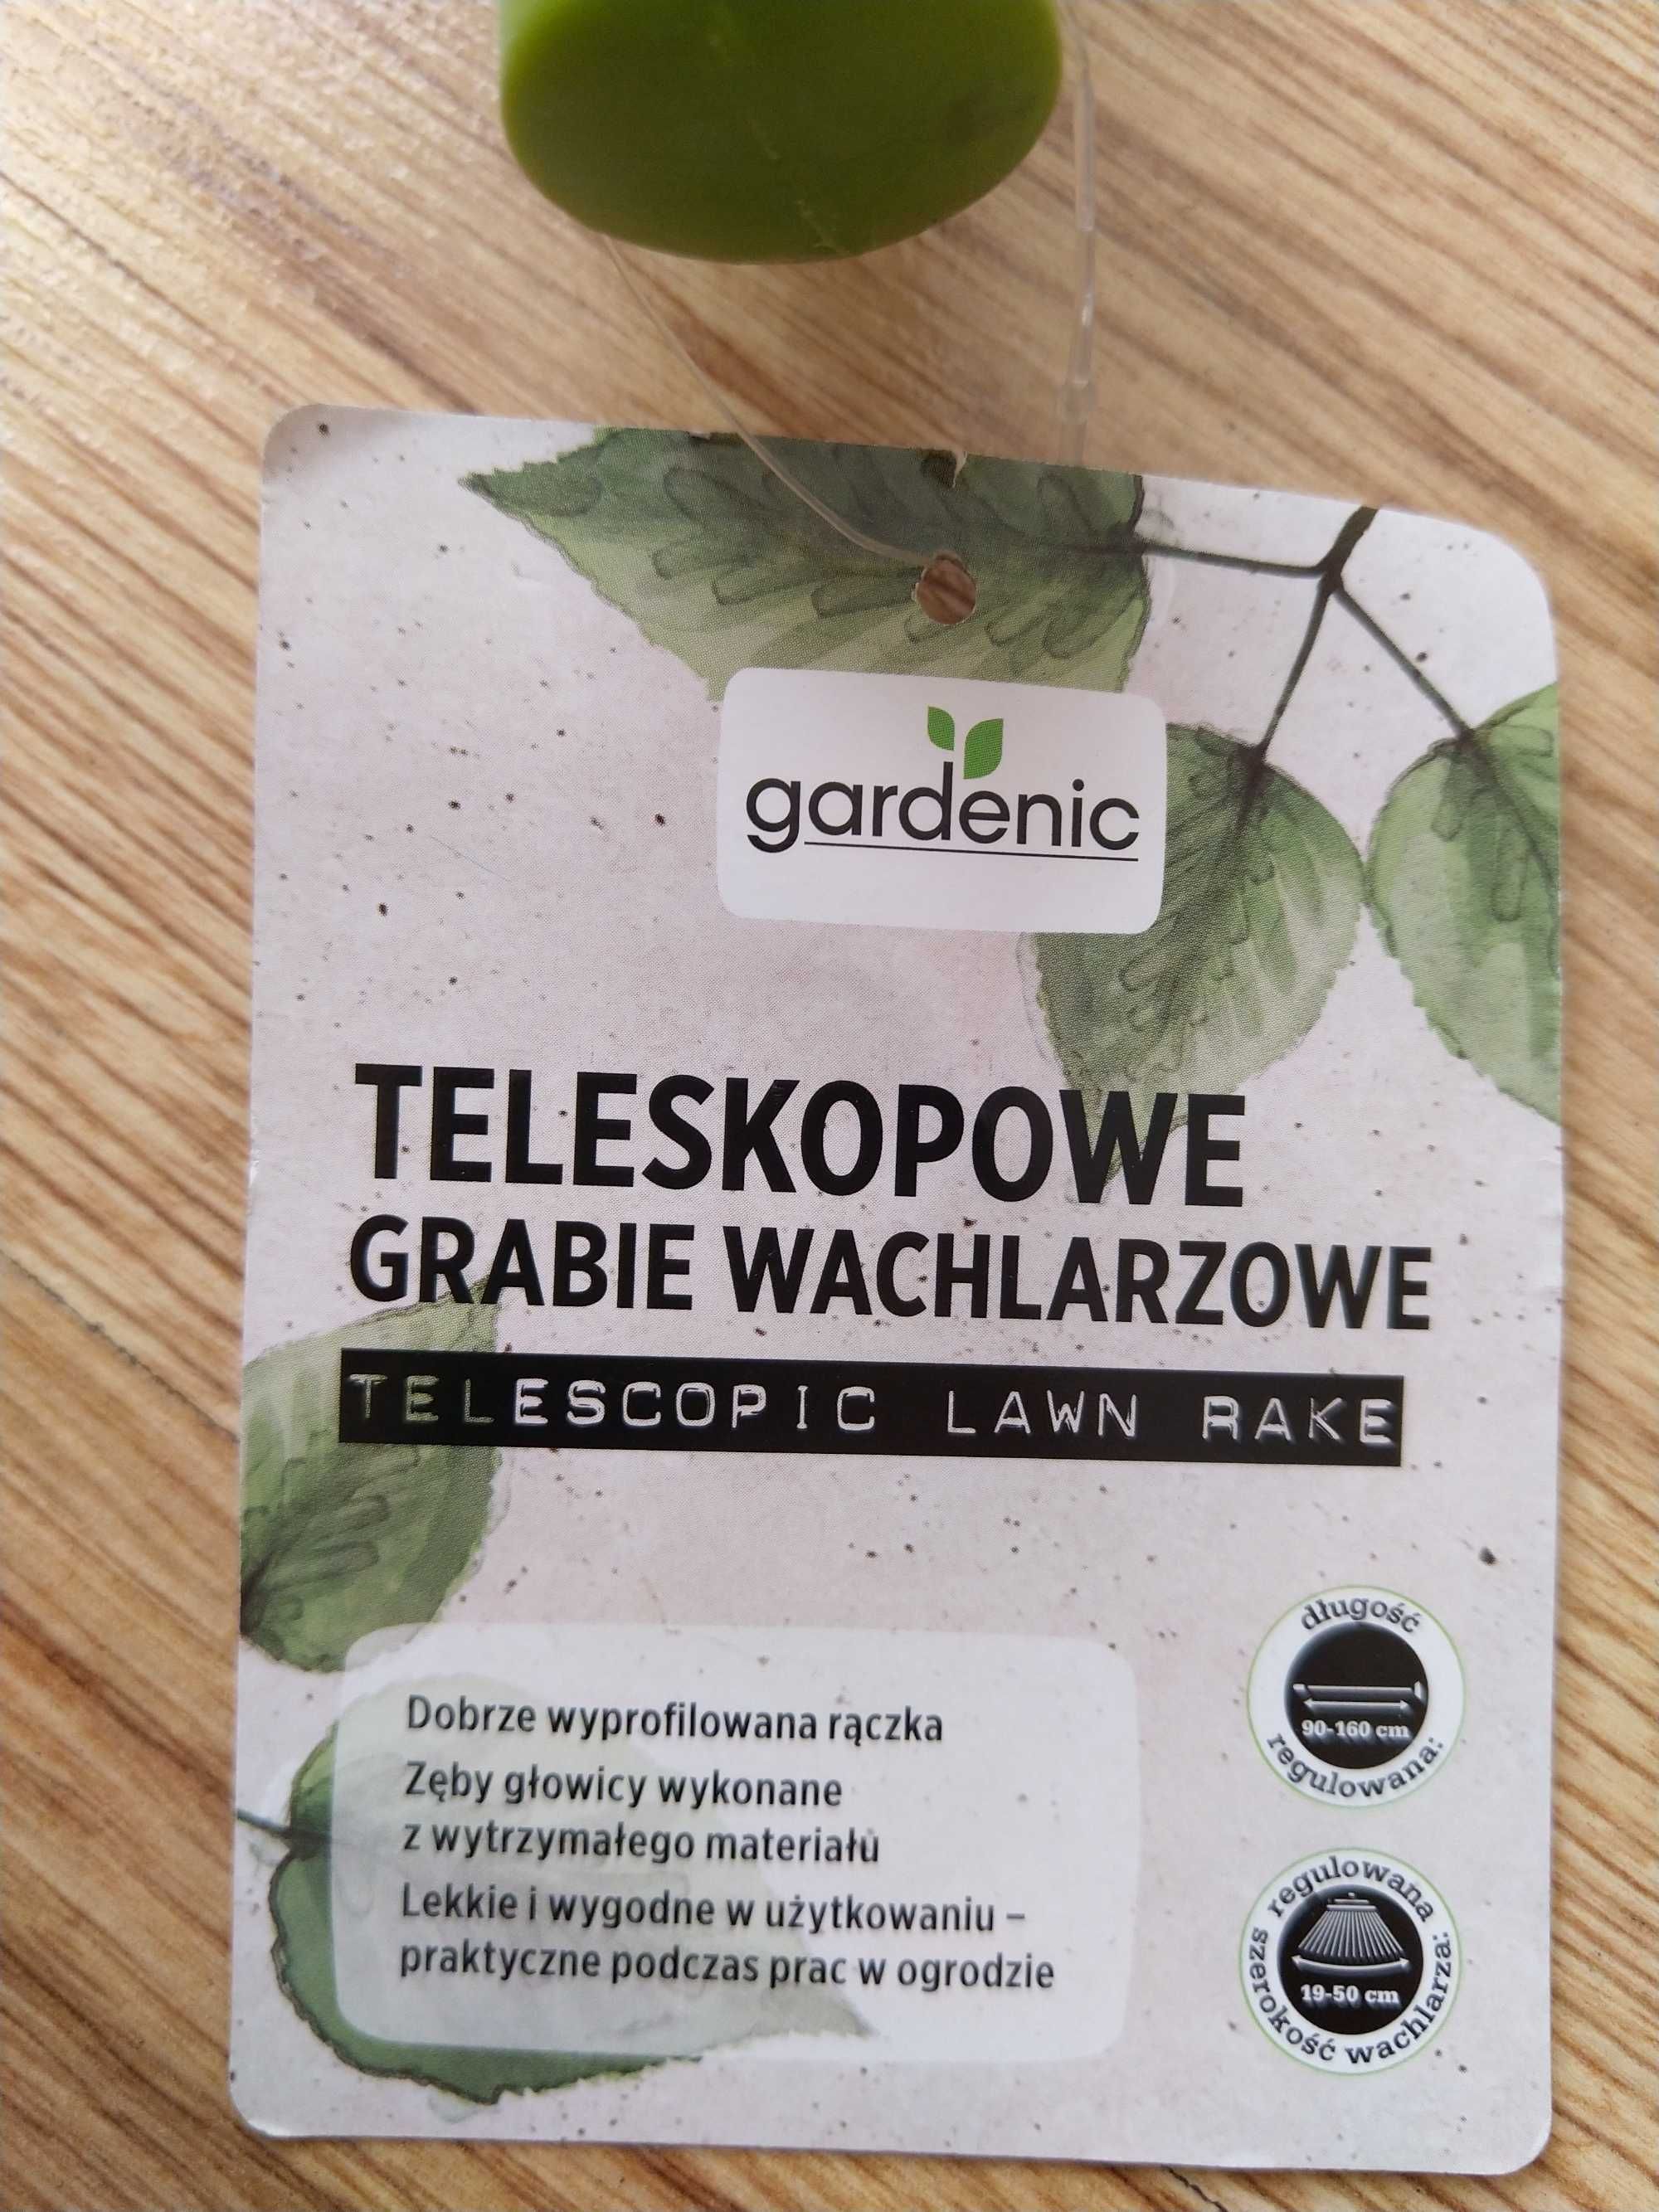 gardenic
TELESKOPOWE
GRABIE WACHLARZOWE
TELESCOPIC LAWN RAKE
Dobrze wyprofilowana rączka
Zęby głowicy wykonane
z wytrzymałego materiału
Lekkie i wygodne w użytkowaniu –
praktyczne podczas prac w ogrodzie
długość
90-160 cm
regulowana:
regulowana
19-50 cm
szerokość wachlarza: